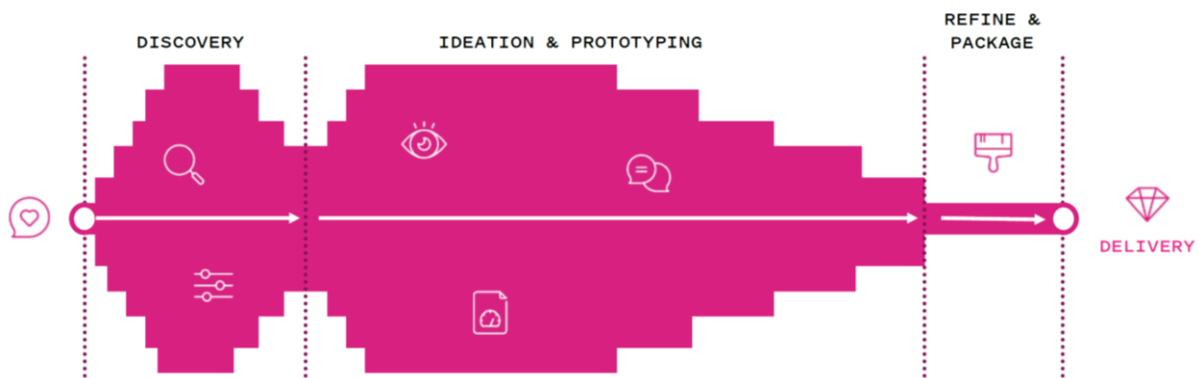 DISCOVERY
IDEATION & PROTOTYPING
REFINE &
PACKAGE
DELIVERY